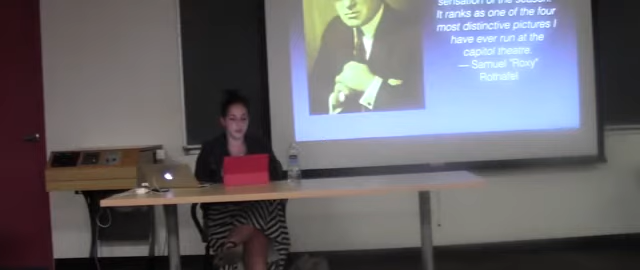 sensation of the season.
It ranks as one of the four
most distinctive pictures I
have ever run at the
capitol theatre.
— Samuel "Roxy"
Rothafel